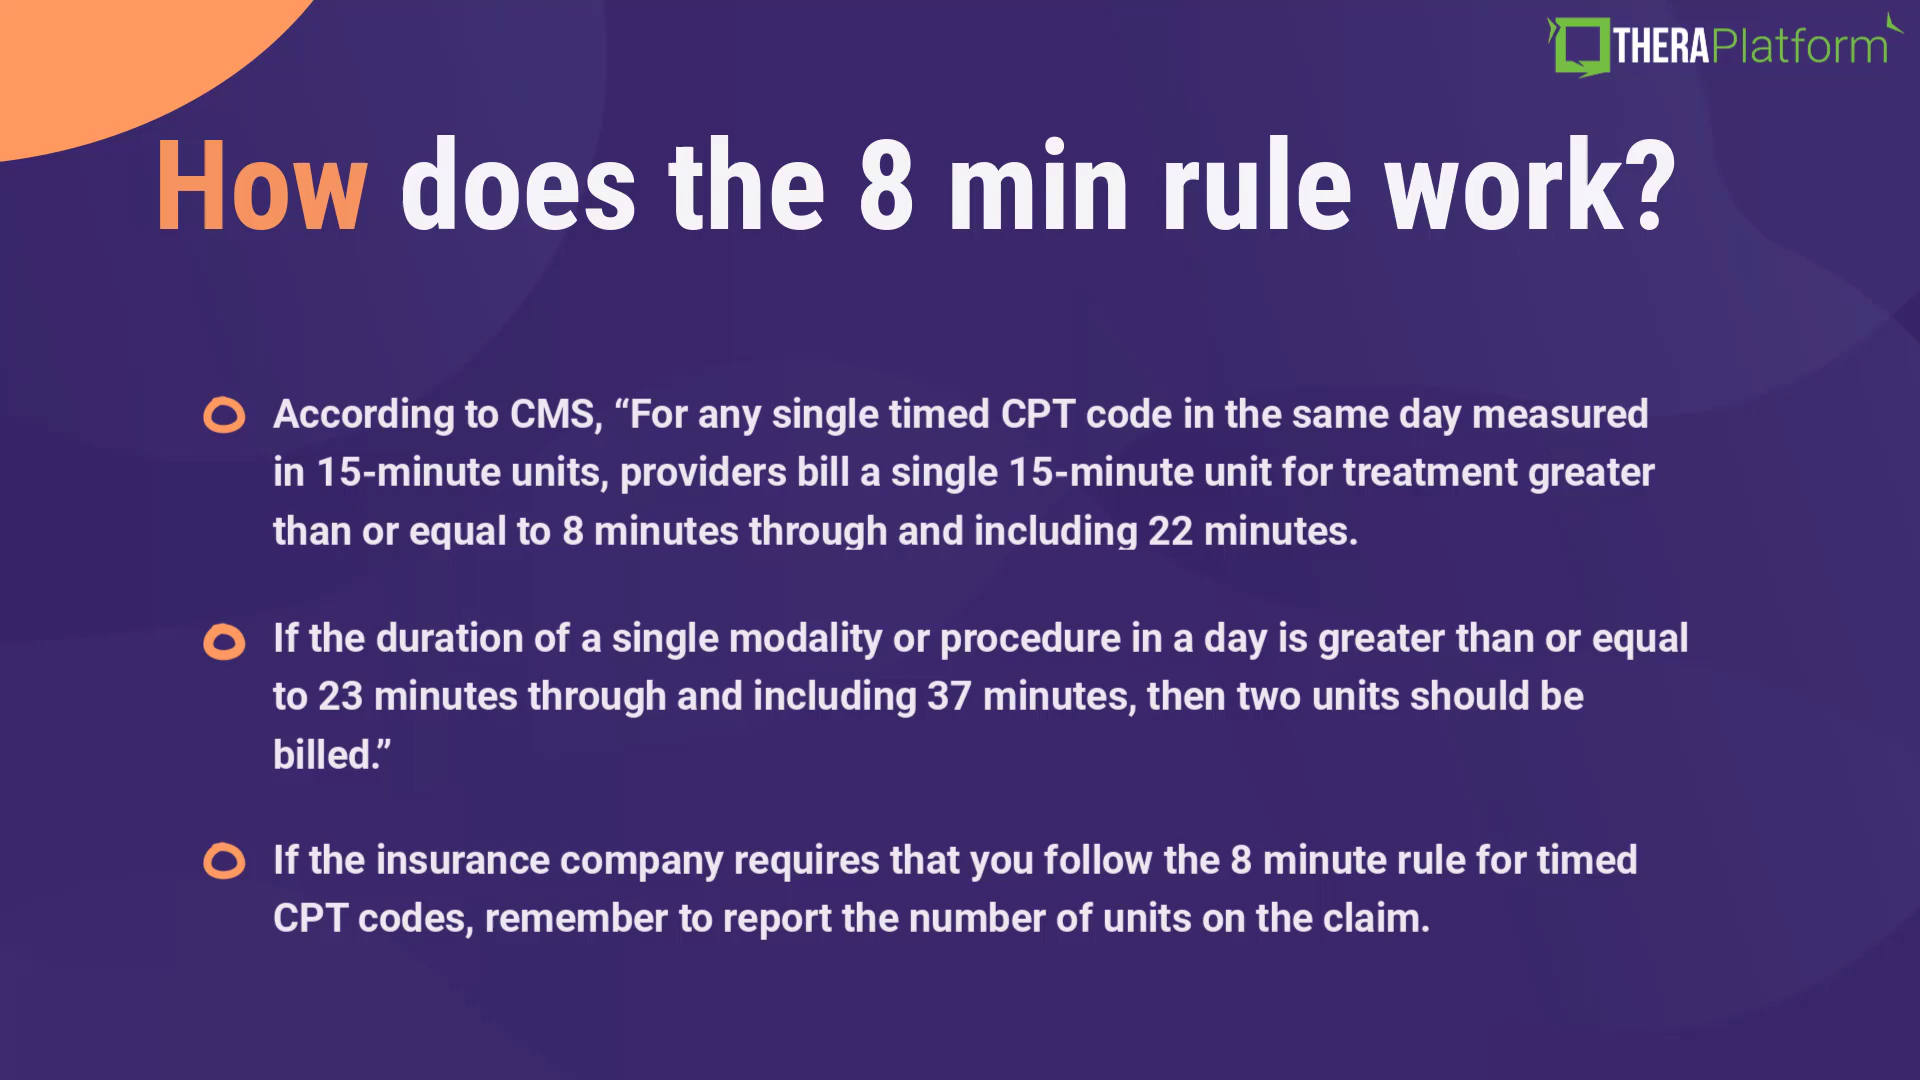 THERAPlatform
How does the 8 min rule work?
According to CMS, “For any single timed CPT code in the same day measured
in 15-minute units, providers bill a single 15-minute unit for treatment greater
than or equal to 8 minutes through and including 22 minutes.
If the duration of a single modality or procedure in a day is greater than or equal
to 23 minutes through and including 37 minutes, then two units should be
billed.”
If the insurance company requires that you follow the 8 minute rule for timed
CPT codes, remember to report the number of units on the claim.